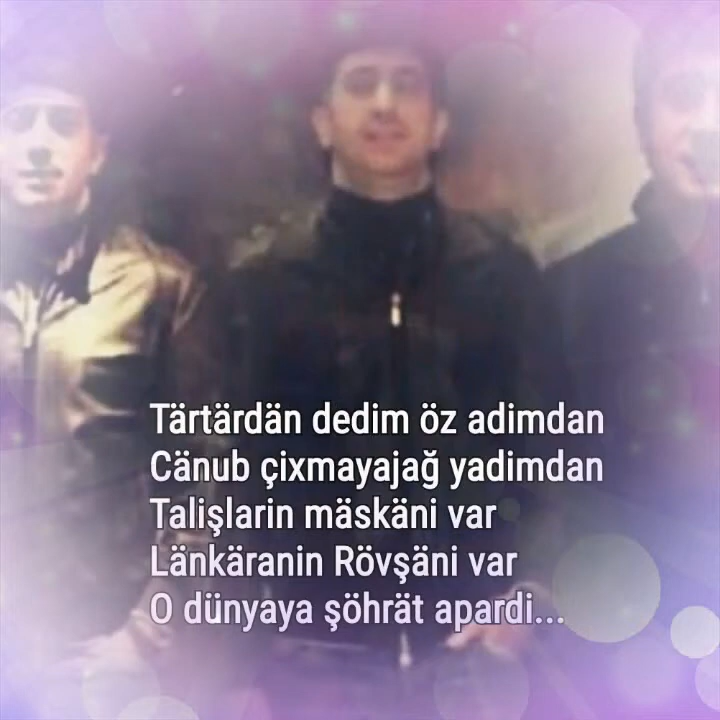 Tärtärdän dedim öz adimdan
Cänub çixmayajağ yadimdan
Talişlarin mäskäni var
Länkäranin Rövşäni var
O dünyaya şöhrät apardi...